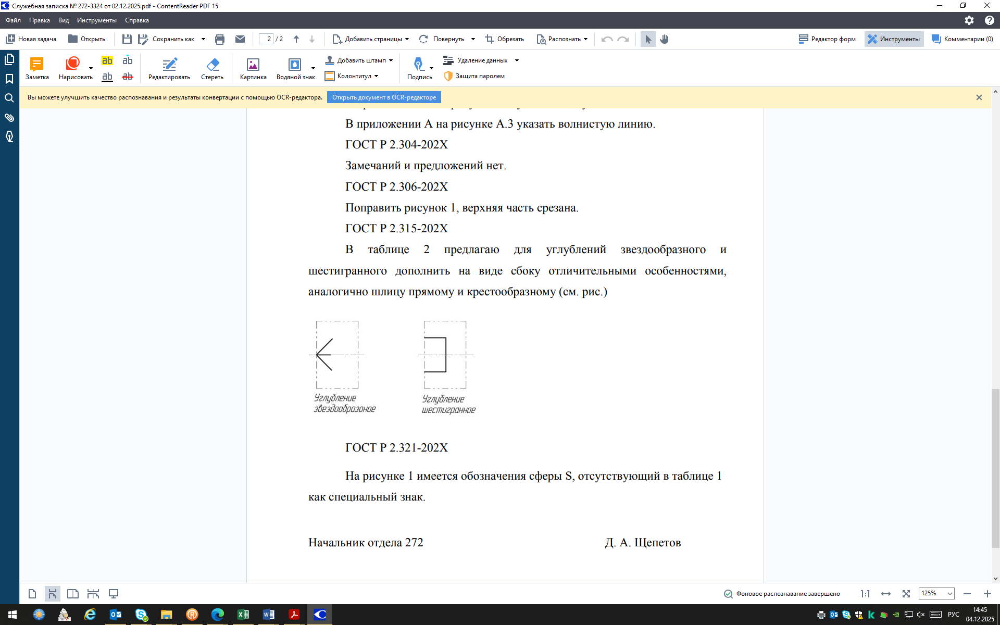 Служебная записка № 272-3324 от 02.12.2025.pdf - ContentReader PDF 15
Файл Правка Вид Инструменты Справка
Новая задача Открыть Сохранить как 2 / 2 Добавить страницы Повернуть Обрезать Распознать Редактор форм Инструменты Комментарии (0)
Заметка Нарисовать ab ab ab ab Редактировать Стереть Картинка Водяной знак Добавить штамп Колонтитул Подпись Удаление данных Защита паролем
Вы можете улучшить качество распознавания и результаты конвертации с помощью OCR-редактора. Открыть документ в OCR-редакторе
В приложении А на рисунке А.3 указать волнистую линию.
ГОСТ Р 2.304-202Х
Замечаний и предложений нет.
ГОСТ Р 2.306-202Х
Поправить рисунок 1, верхняя часть срезана.
ГОСТ Р 2.315-202Х
В таблице 2 предлагаю для углублений звездообразного и
шестигранного дополнить на виде сбоку отличительными особенностями,
аналогично шлицу прямому и крестообразному (см. рис.)
Углубление
звездообразоное
Углубление
шестигранное
ГОСТ Р 2.321-202Х
На рисунке 1 имеется обозначения сферы S, отсутствующий в таблице 1
как специальный знак.
Начальник отдела 272 Д. А. Щепетов
Фоновое распознавание завершено 1:1 125%
РУС 14:45
04.12.2025